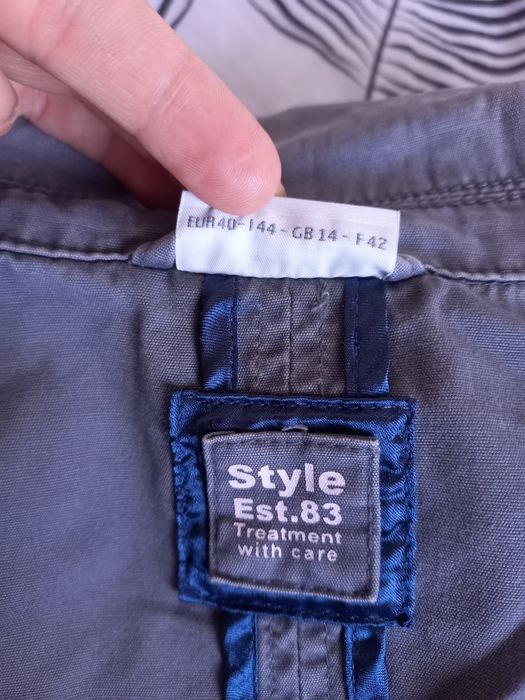 EUR40-I44-GB14-F42
Style
Est.83
Treatment
with care